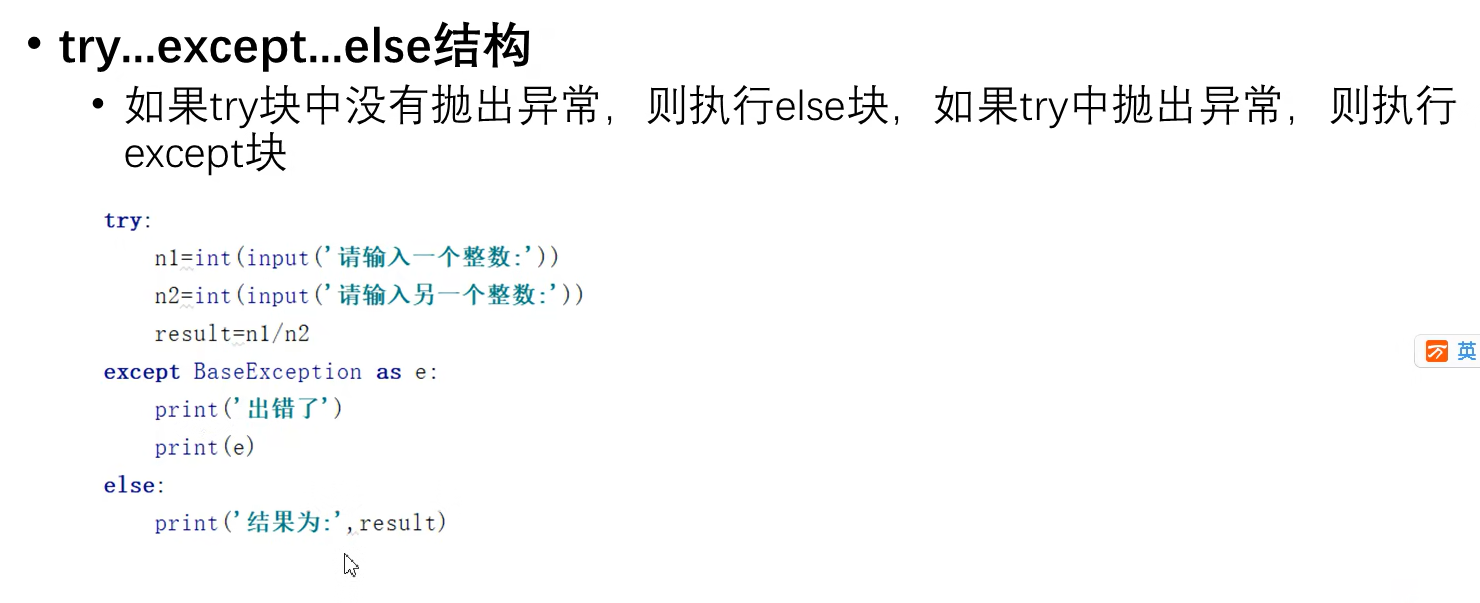 • try...except...else结构
• 如果try块中没有抛出异常，则执行else块，如果try中抛出异常，则执行
except块
try:
    n1=int(input('请输入一个整数:'))
    n2=int(input('请输入另一个整数:'))
    result=n1/n2
except BaseException as e:
    print('出错了')
    print(e)
else:
    print('结果为:',result)
英